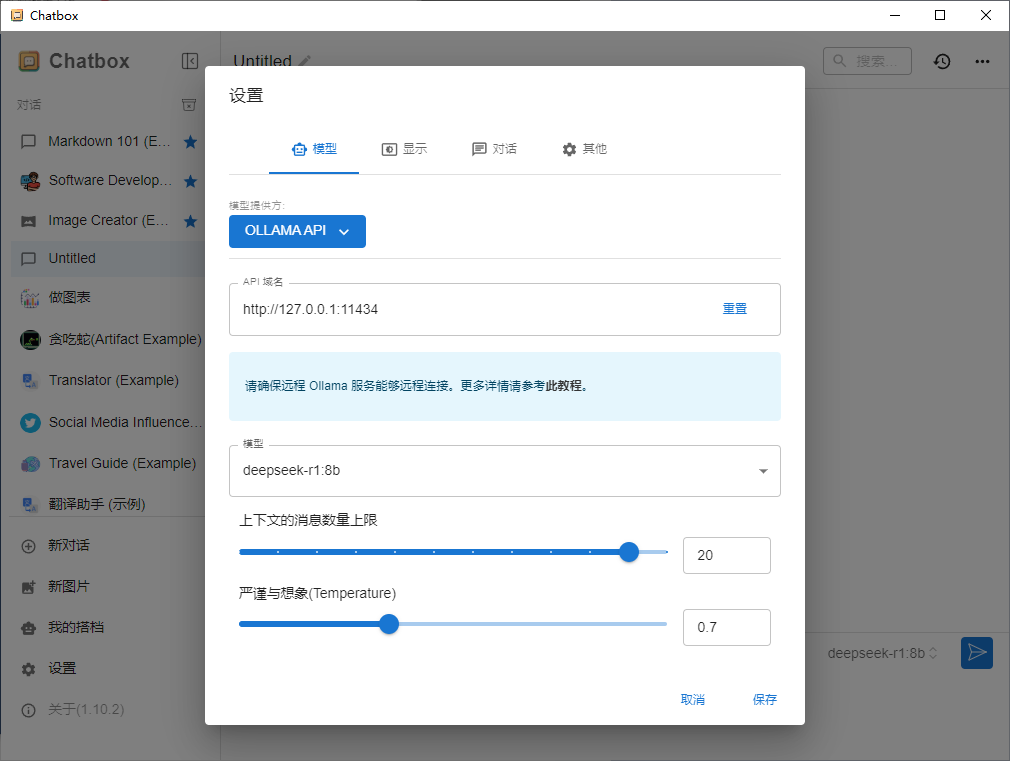 Chatbox
Chatbox
Untitled
搜索...
对话
Markdown 101 (E...
Software Develop...
Image Creator (E...
Untitled
做图表
贪吃蛇(Artifact Example)
Translator (Example)
Social Media Influence...
Travel Guide (Example)
翻译助手 (示例)
新对话
新图片
我的搭档
设置
关于(1.10.2)
设置
模型
显示
对话
其他
模型提供方:
OLLAMA API
API 域名
http://127.0.0.1:11434
重置
请确保远程 Ollama 服务能够远程连接。更多详情请参考此教程。
模型
deepseek-r1:8b
上下文的消息数量上限
20
严谨与想象(Temperature)
0.7
取消
保存
deepseek-r1:8b